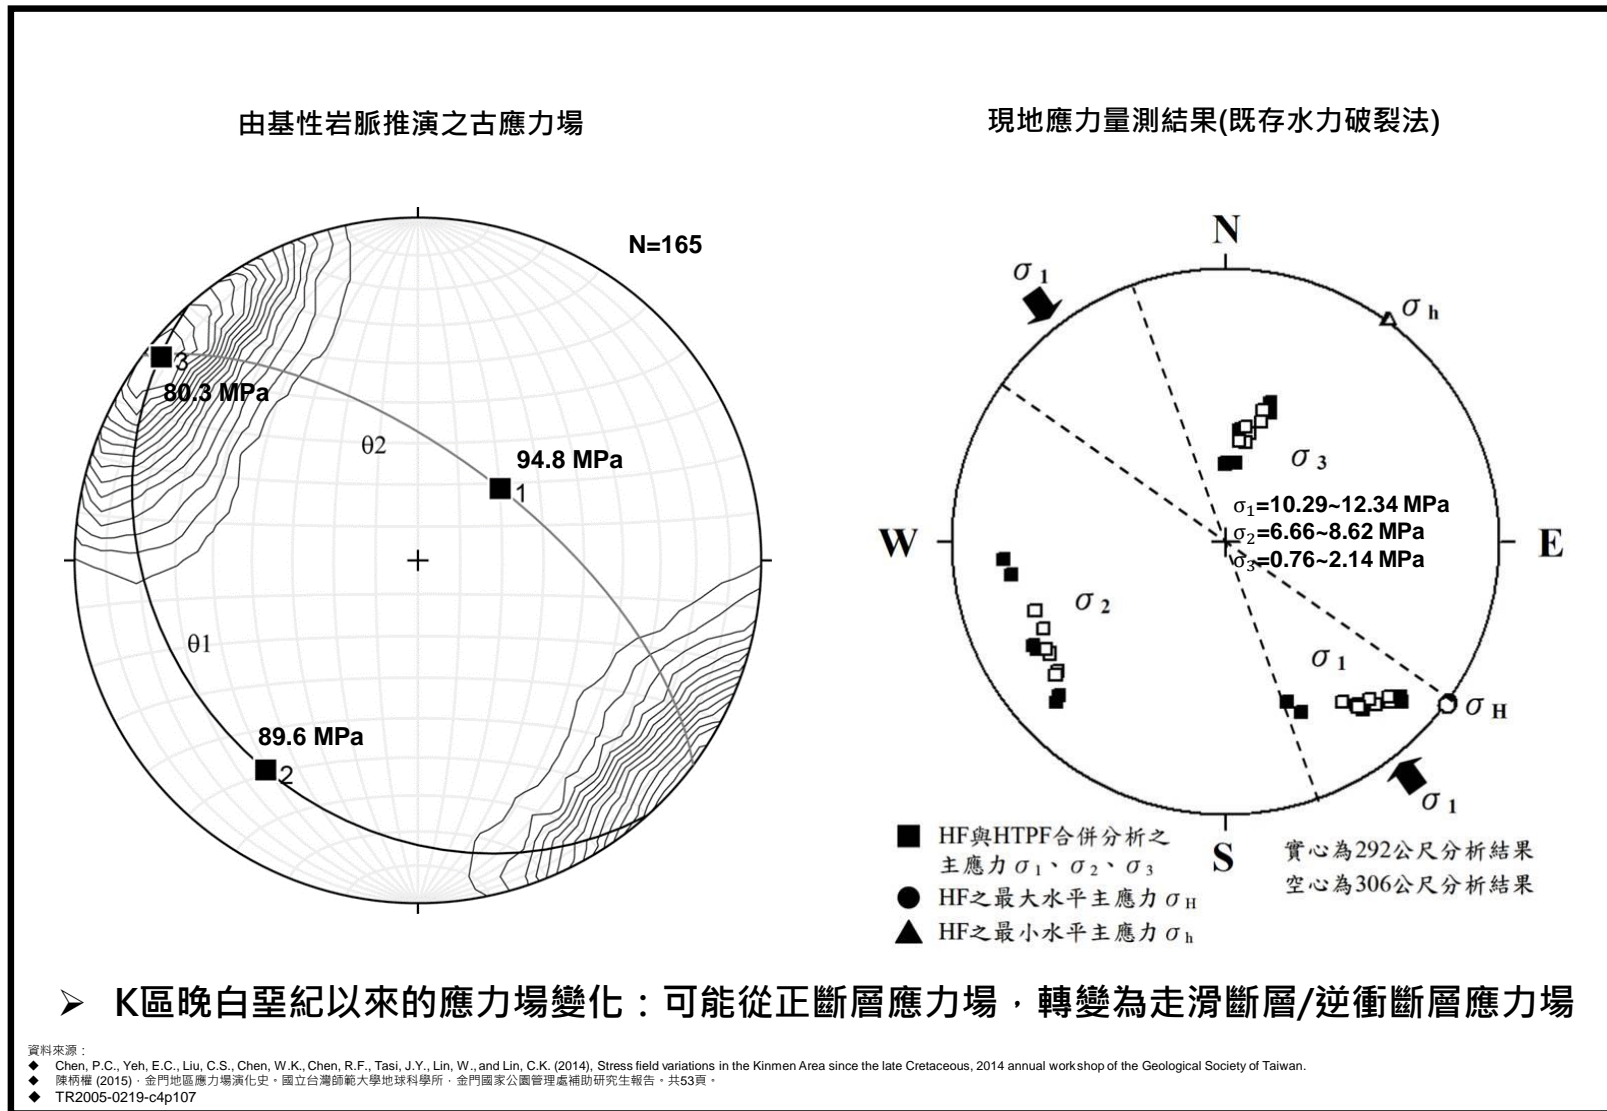 由基性岩脈推演之古應力場
現地應力量測結果(既存水力破裂法)
N=165
3
80.3 MPa
θ2
94.8 MPa
1
θ1
89.6 MPa
2
N
σ1
σh
σ3
σ1=10.29~12.34 MPa
σ2=6.66~8.62 MPa
σ3=0.76~2.14 MPa
W
E
σ2
σ1
σH
σ1
S
■ HF與HTPF合併分析之
主應力σ1、σ2、σ3
● HF之最大水平主應力σH
▲ HF之最小水平主應力σh
實心為292公尺分析結果
空心為306公尺分析結果
➢ K區晚白堊紀以來的應力場變化：可能從正斷層應力場，轉變為走滑斷層/逆衝斷層應力場
資料來源：
◆ Chen, P.C., Yeh, E.C., Liu, C.S., Chen, W.K., Chen, R.F., Tasi, J.Y., Lin, W., and Lin, C.K. (2014), Stress field variations in the Kinmen Area since the late Cretaceous, 2014 annual workshop of the Geological Society of Taiwan.
◆ 陳柄權 (2015)，金門地區應力場演化史。國立台灣師範大學地球科學所，金門國家公園管理處補助研究生報告。共53頁。
◆ TR2005-0219-c4p107